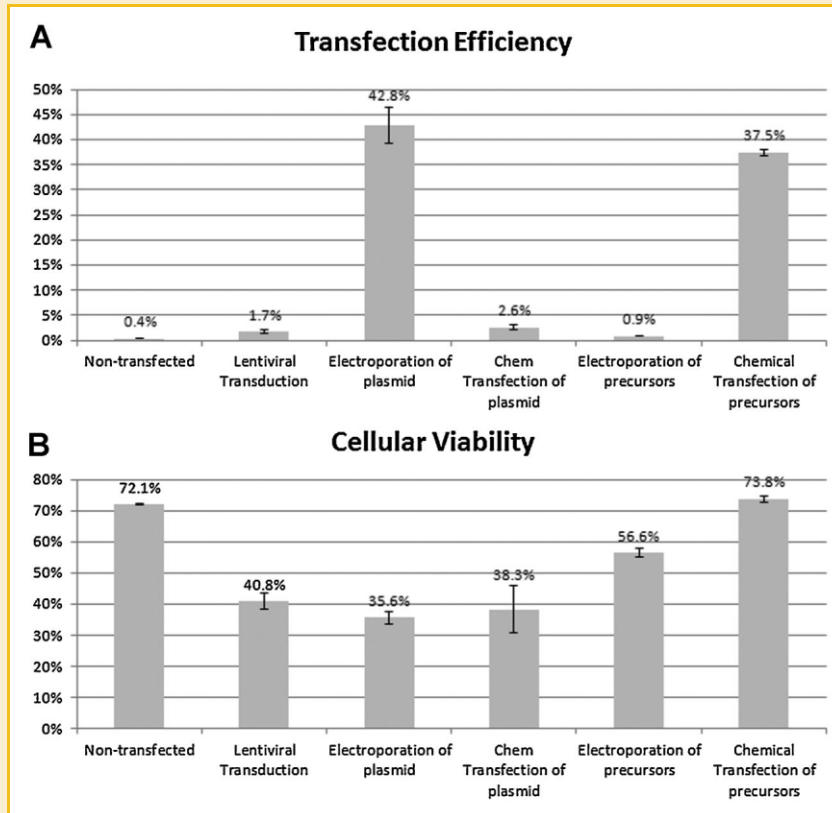 A
Transfection Efficiency
50%
45%
40%
35%
30%
25%
20%
15%
10%
5%
0%
0.4%
1.7%
42.8%
2.6%
0.9%
37.5%
Non-transfected
Lentiviral
Transduction
Electroporation of
plasmid
Chem
Transfection of
plasmid
Electroporation of
precursors
Chemical
Transfection of
precursors
B
Cellular Viability
80%
70%
60%
50%
40%
30%
20%
10%
0%
72.1%
40.8%
35.6%
38.3%
56.6%
73.8%
Non-transfected
Lentiviral
Transduction
Electroporation of
plasmid
Chem
Transfection of
plasmid
Electroporation of
precursors
Chemical
Transfection of
precursors